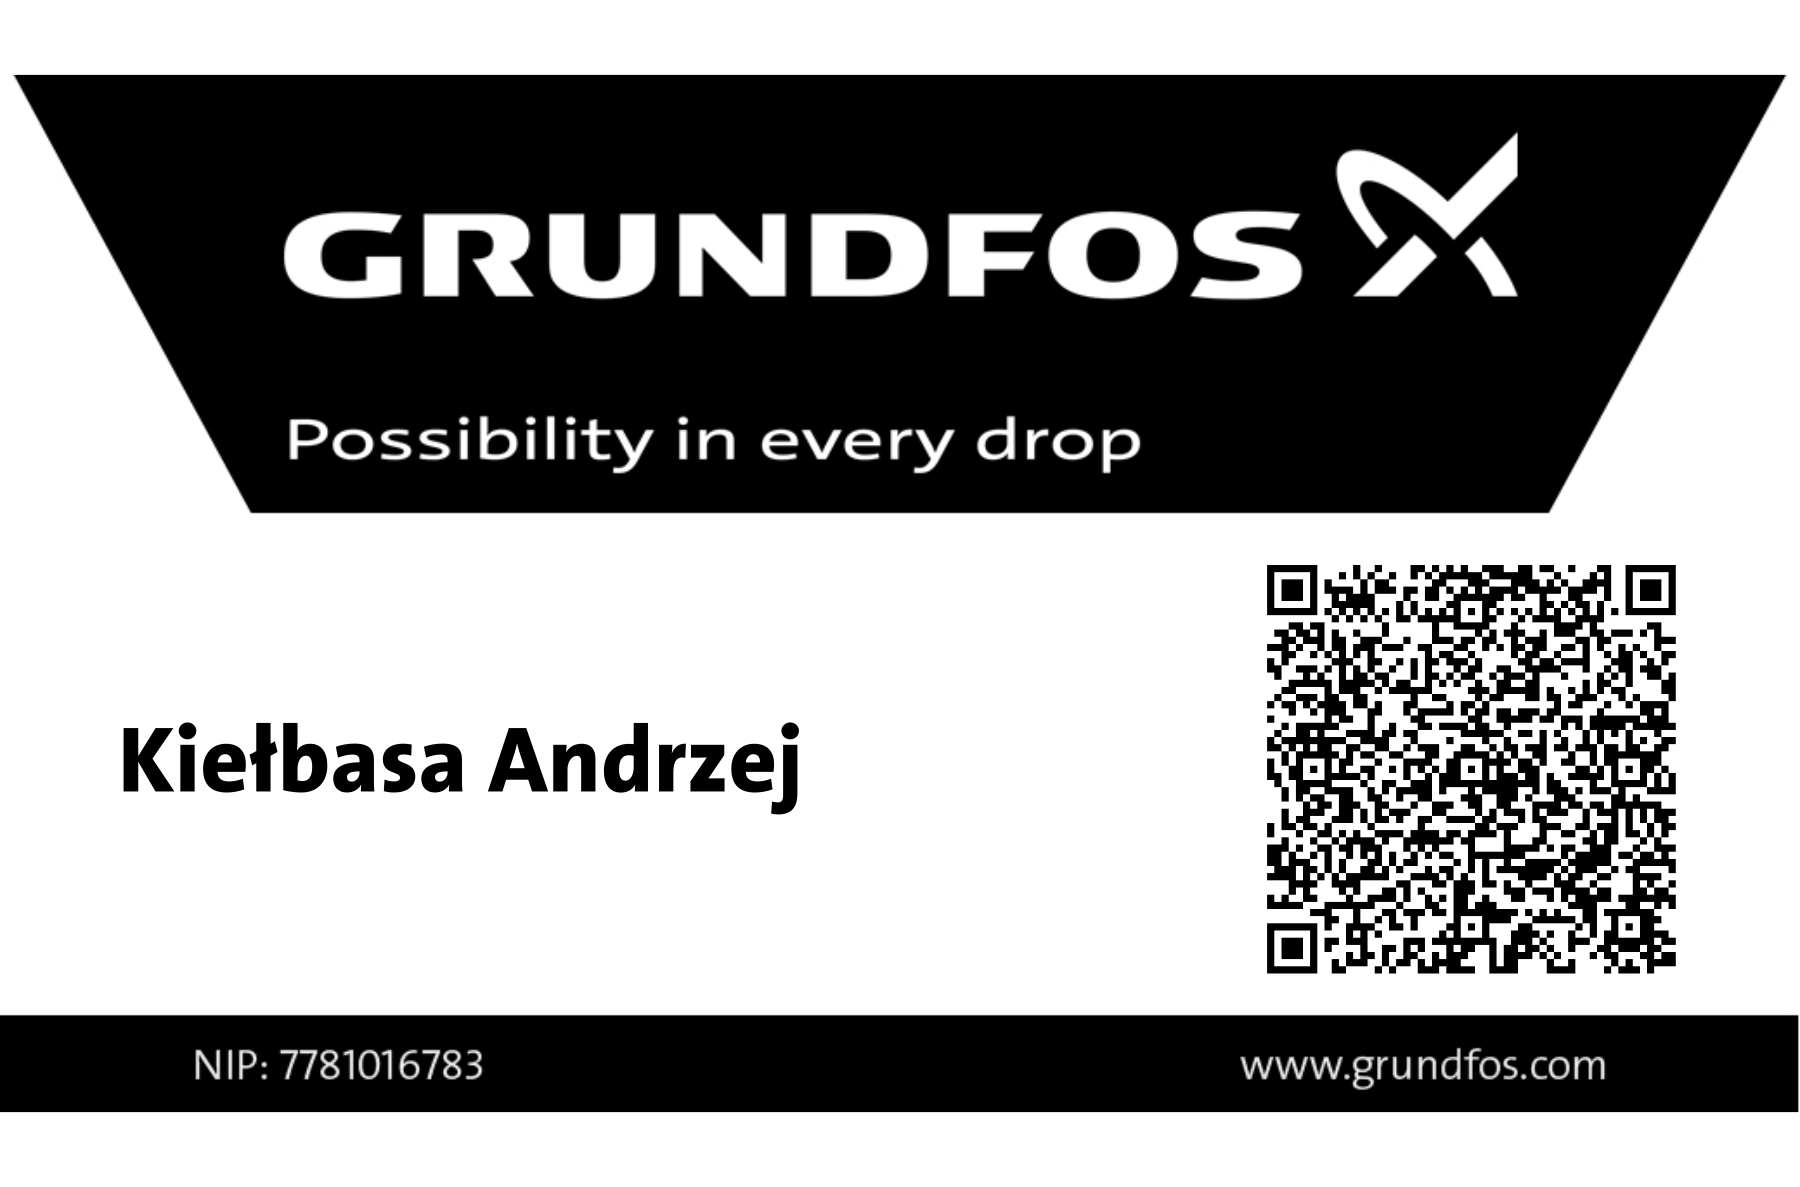 GRUNDFOS
Possibility in every drop
Kiełbasa Andrzej
NIP: 7781016783
www.grundfos.com